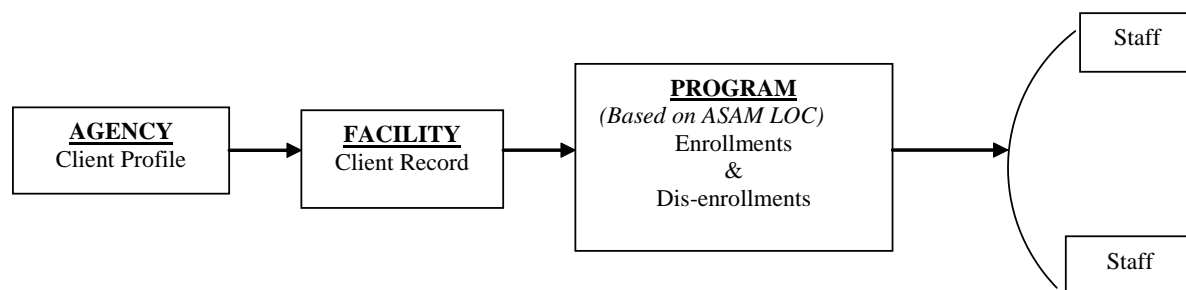 AGENCY
Client Profile
FACILITY
Client Record
PROGRAM
(Based on ASAM LOC)
Enrollments
&
Dis-enrollments
Staff
Staff